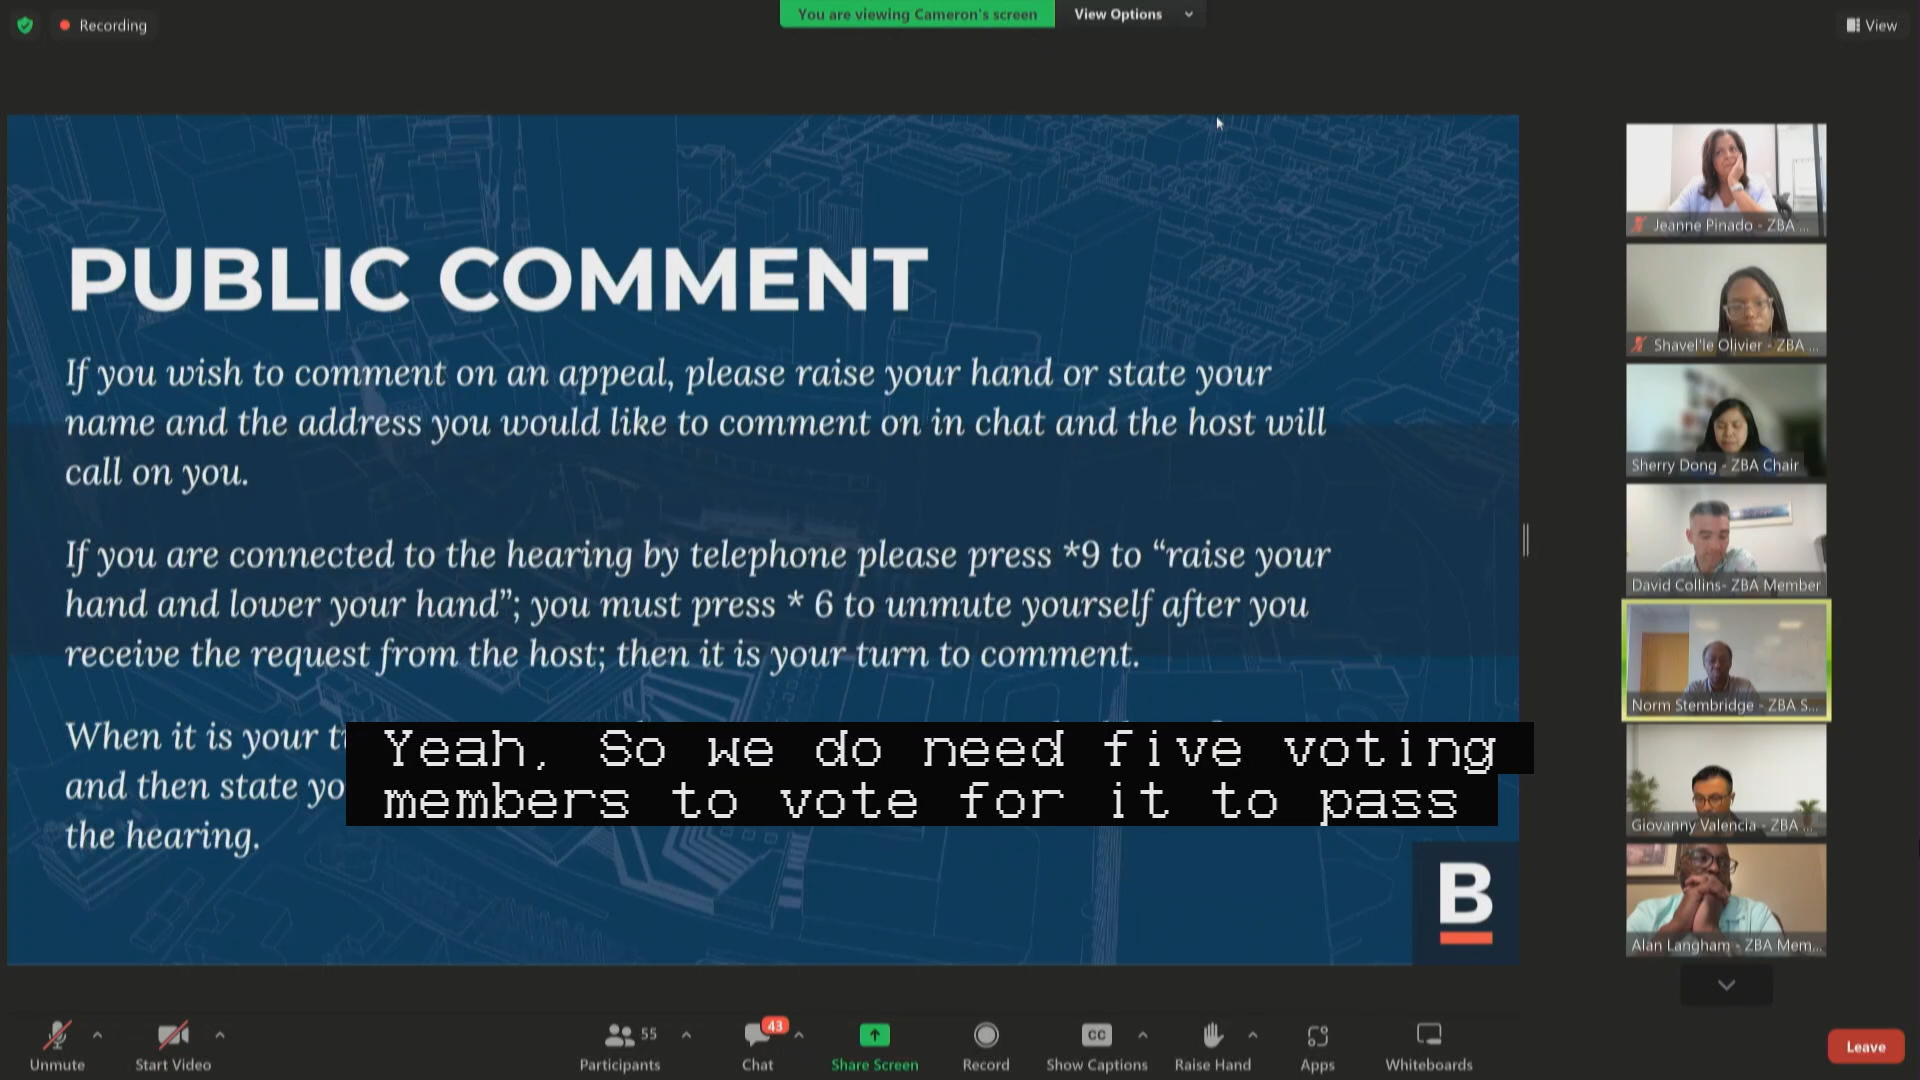 Recording
You are viewing Cameron's screen
View Options
View
PUBLIC COMMENT
If you wish to comment on an appeal, please raise your hand or state your
name and the address you would like to comment on in chat and the host will
call on you.
If you are connected to the hearing by telephone please press *9 to “raise your
hand and lower your hand”; you must press * 6 to unmute yourself after you
receive the request from the host; then it is your turn to comment.
When it is your
and then state
the hearing.
Yeah, So we do need five voting
members to vote for it to pass
B
Jeanne Pinado - ZBA ...
Shavel'le Olivier - ZBA ...
Sherry Dong - ZBA Chair
David Collins- ZBA Member
Norm Stembridge - ZBA S...
Giovanny Valencia - ZBA ...
Alan Langham - ZBA Mem...
Unmute
Start Video
55
Participants
43
Chat
Share Screen
Record
CC
Show Captions
Raise Hand
Apps
Whiteboards
Leave